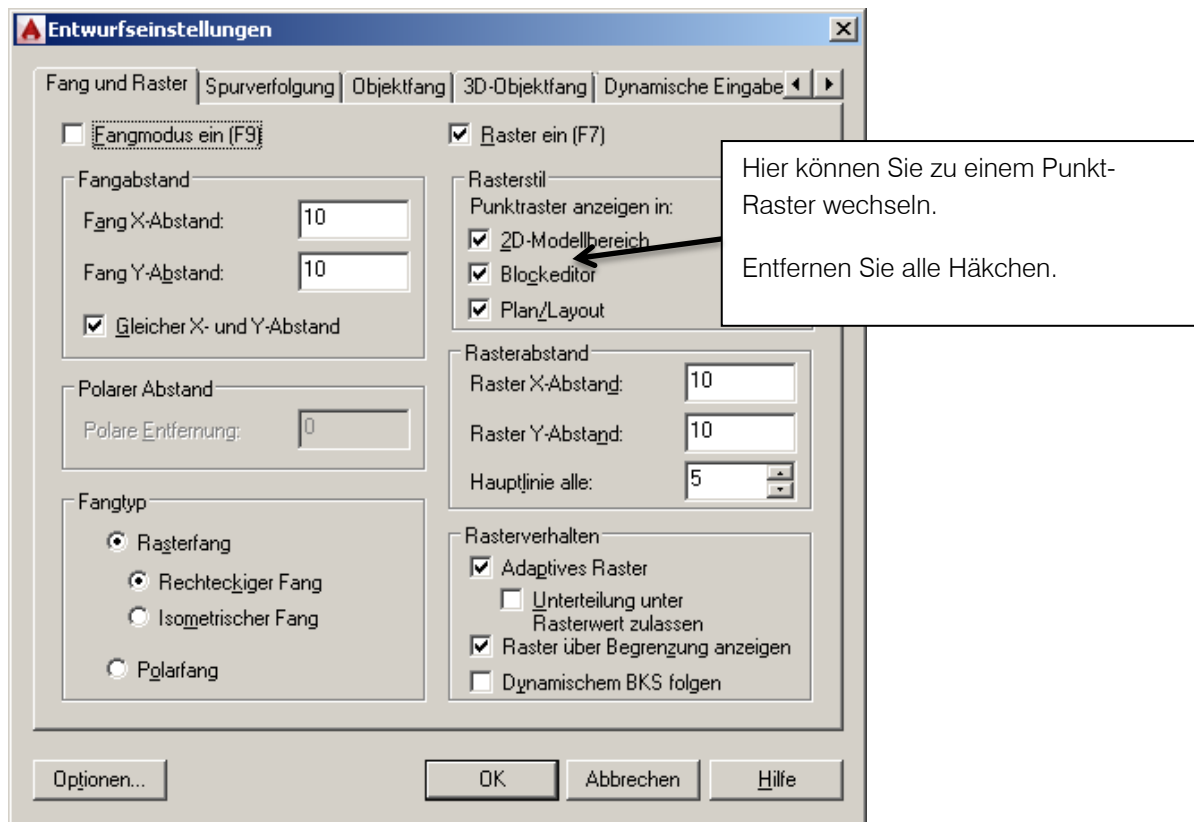 Entwurfseinstellungen
Fang und Raster
Spurverfolgung
Objektfang
3D-Objektfang
Dynamische Eingabe
Fangmodus ein (F9)
Fangabstand
Fang X-Abstand: 10
Fang Y-Abstand: 10
Gleicher X- und Y-Abstand
Polarer Abstand
Polare Entfernung: 0
Fangtyp
Rasterfang
Rechteckiger Fang
Isometrischer Fang
Polarfang
Raster ein (F7)
Rasterstil
Punktraster anzeigen in:
2D-Modellbereich
Blockeditor
Plan/Layout
Hier können Sie zu einem Punkt-
Raster wechseln.
Entfernen Sie alle Häkchen.
Rasterabstand
Raster X-Abstand: 10
Raster Y-Abstand: 10
Hauptlinie alle: 5
Rasterverhalten
Adaptives Raster
Unterteilung unter
Rasterwert zulassen
Raster über Begrenzung anzeigen
Dynamischem BKS folgen
Optionen...
OK
Abbrechen
Hilfe